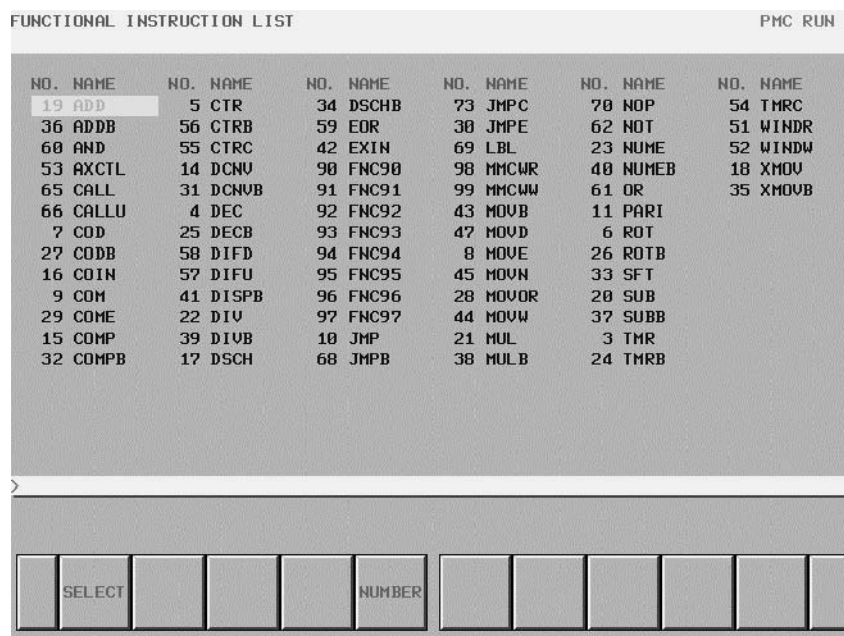 FUNCTIONAL INSTRUCTION LIST PMC RUN
NO. NAME NO. NAME NO. NAME NO. NAME NO. NAME NO. NAME
19 ADD 5 CTR 34 DSCHB 73 JMPC 70 NOP 54 TMRC
36 ADDB 56 CTRB 59 EOR 30 JMPE 62 NOT 51 WINDR
60 AND 55 CTRC 42 EXIN 69 LBL 23 NUME 52 WINDW
53 AXCTL 14 DCNV 90 FNC90 98 MMCWR 40 NUMEB 18 XMOV
65 CALL 31 DCNVB 91 FNC91 99 MMCWW 61 OR 35 XMOVB
66 CALLU 4 DEC 92 FNC92 43 MOVB 11 PARI
7 COD 25 DECB 93 FNC93 47 MOVD 6 ROT
27 CODB 58 DIFD 94 FNC94 8 MOVE 26 ROTB
16 COIN 57 DIFU 95 FNC95 45 MOVN 33 SFT
9 COM 41 DISPB 96 FNC96 28 MOVOR 20 SUB
29 COME 22 DIV 97 FNC97 44 MOVW 37 SUBB
15 COMP 39 DIVB 10 JMP 21 MUL 3 TMR
32 COMPB 17 DSCH 68 JMPB 38 MULB 24 TMRB
>
SELECT NUMBER